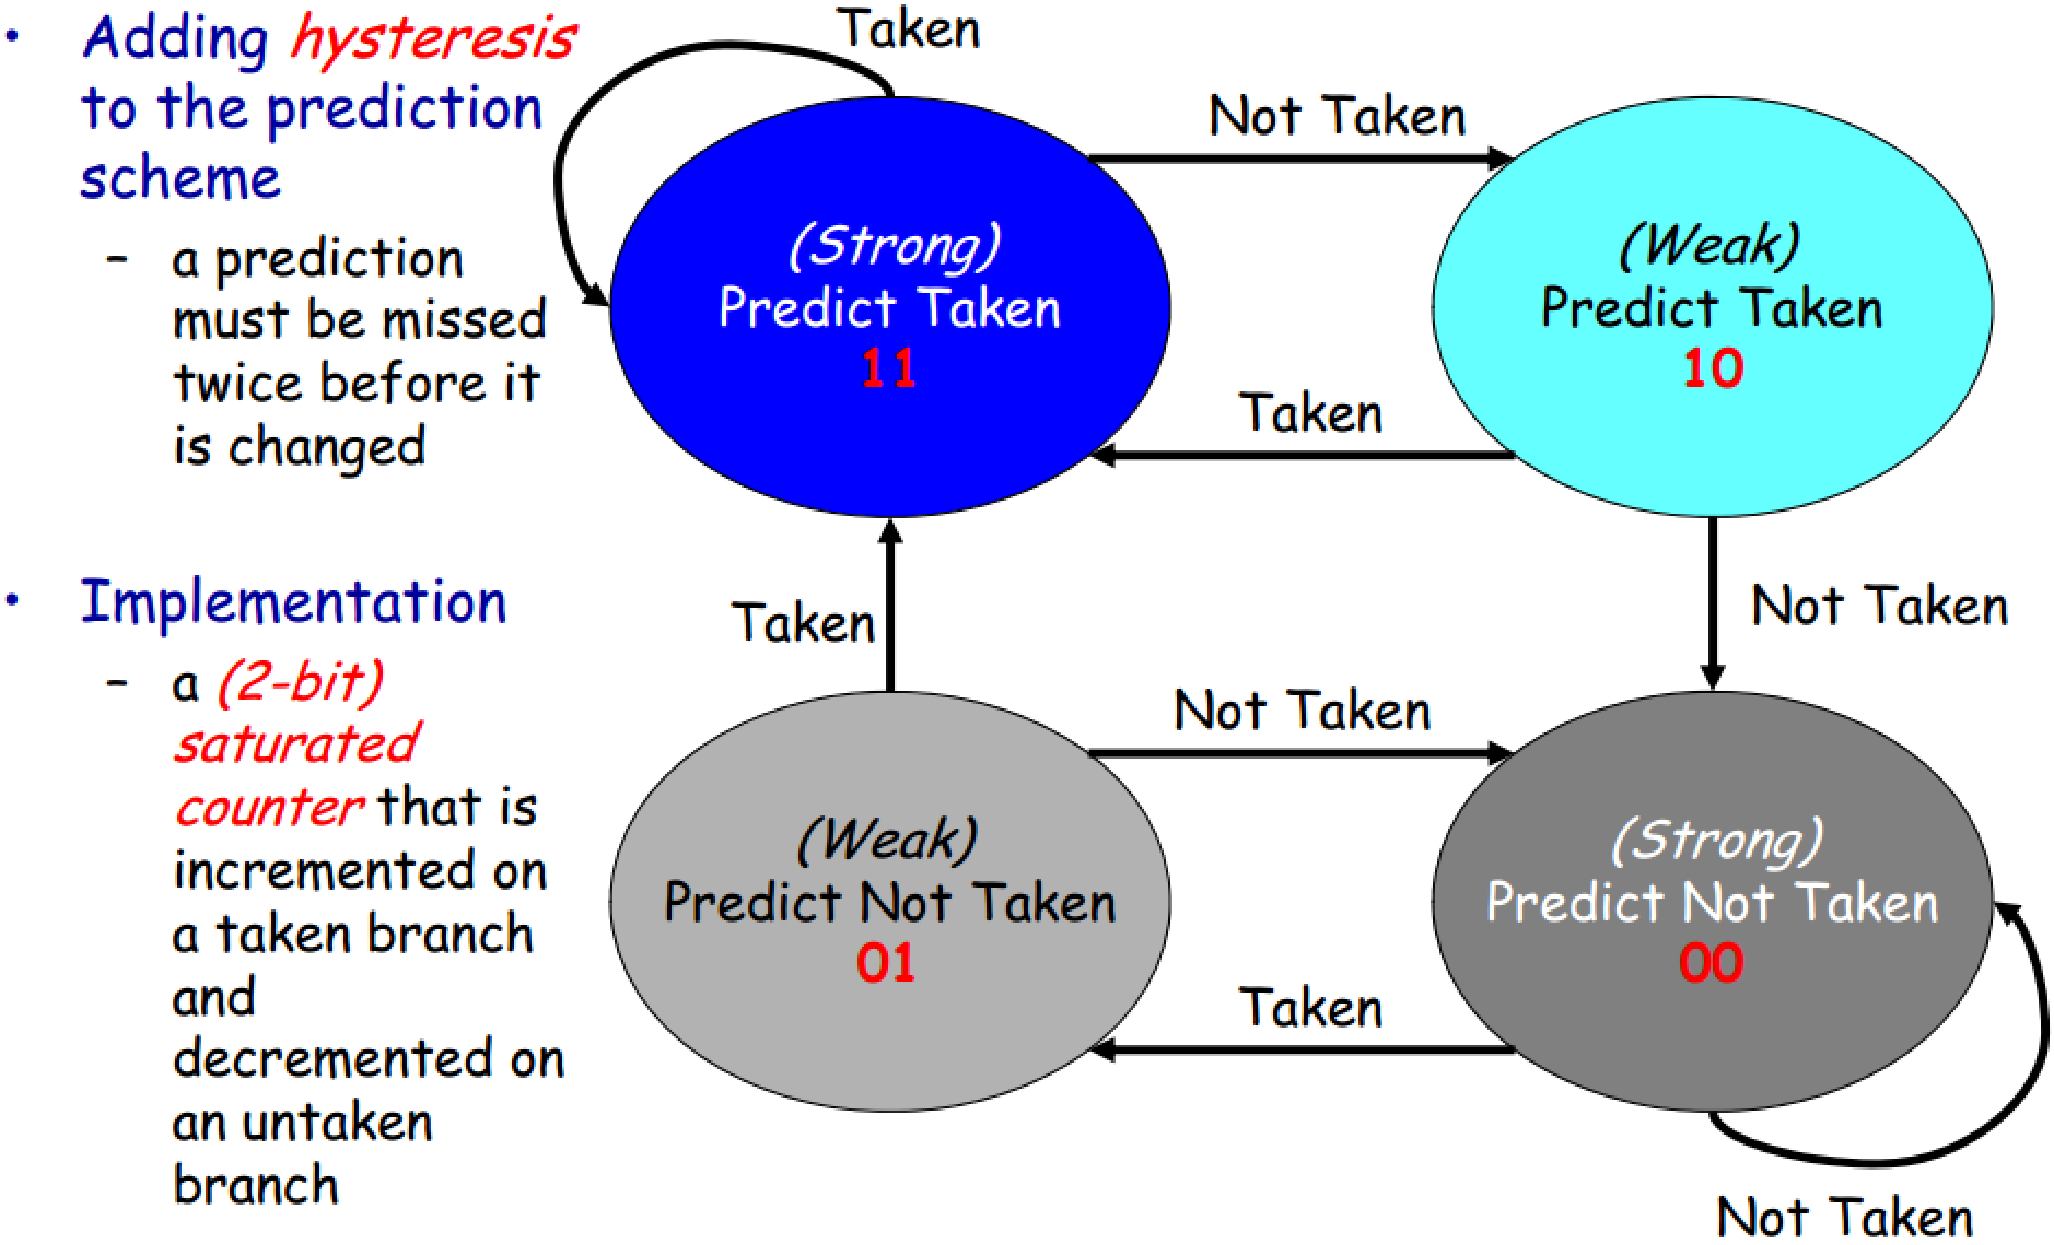 • Adding hysteresis
to the prediction
scheme
– a prediction
must be missed
twice before it
is changed
• Implementation
– a (2-bit)
saturated
counter that is
incremented on
a taken branch
and
decremented on
an untaken
branch
Taken
Not Taken
(Strong)
Predict Taken
11
(Weak)
Predict Taken
10
Taken
Taken
Not Taken
Not Taken
(Weak)
Predict Not Taken
01
(Strong)
Predict Not Taken
00
Taken
Not Taken